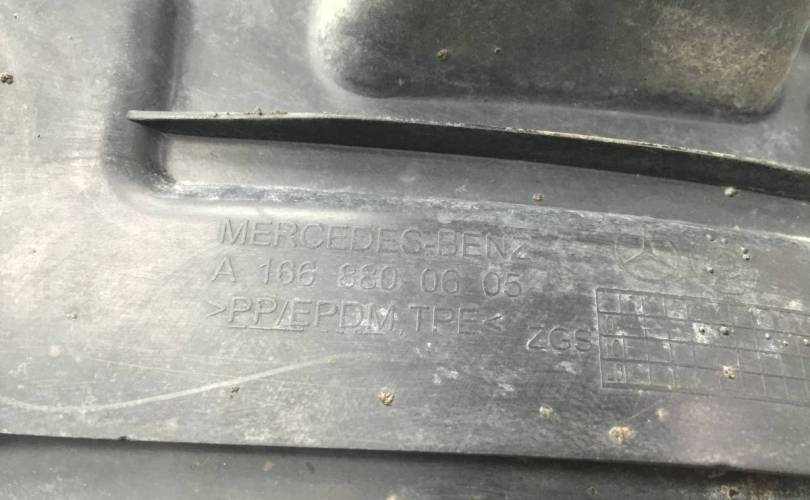 MERCEDES-BENZ
A 166 880 06 05
>PP/EPDM,TPE<
ZGS